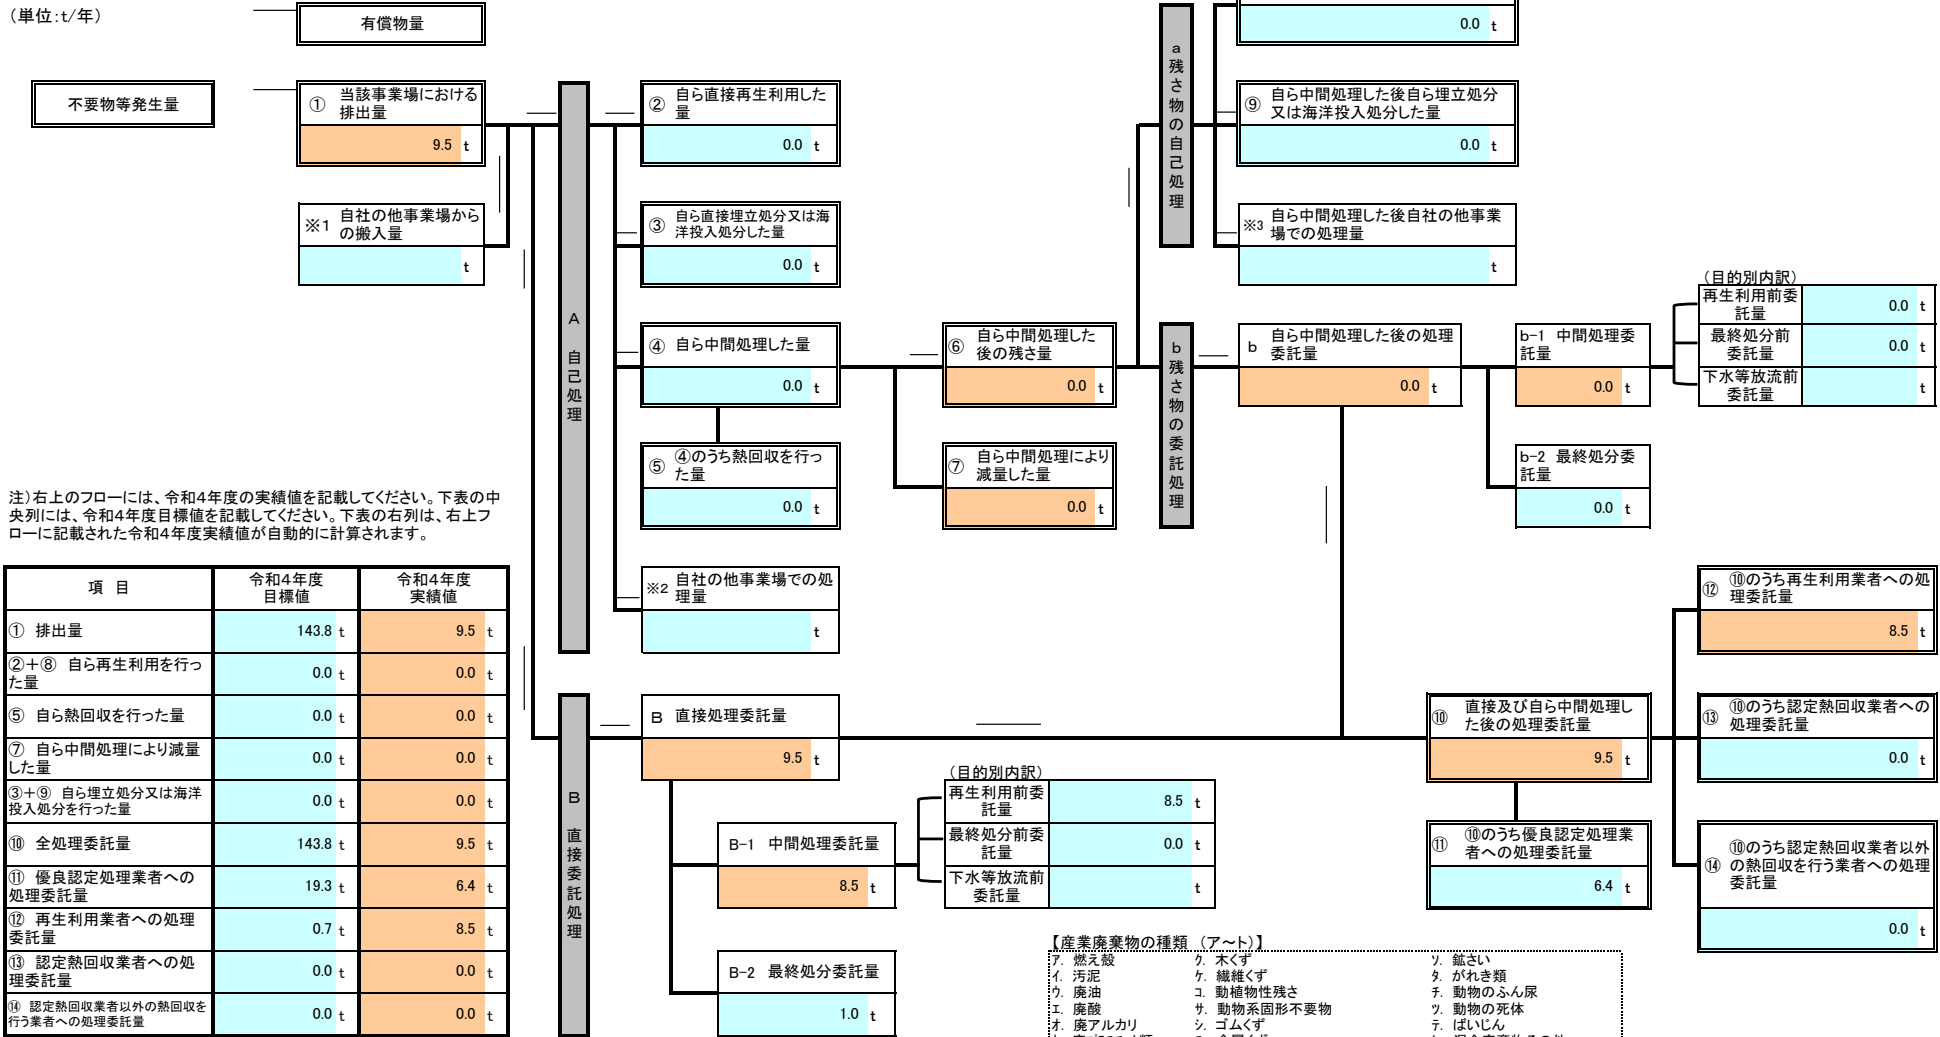 (単位:t/年)
有償物量
不要物等発生量
① 当該事業場における
排出量
9.5 t
※1 自社の他事業場から
の搬入量
t
A 自己処理
② 自ら直接再生利用した
量
0.0 t
③ 自ら直接埋立処分又は海
洋投入処分した量
0.0 t
④ 自ら中間処理した量
0.0 t
⑤ ④のうち熱回収を行っ
た量
0.0 t
※2 自社の他事業場での処
理量
t
⑥ 自ら中間処理した
後の残さ量
0.0 t
⑦ 自ら中間処理により
減量した量
0.0 t
a残さ物の自己処理
0.0 t
⑨ 自ら中間処理した後自ら埋立処分
又は海洋投入処分した量
0.0 t
※3 自ら中間処理した後自社の他事業
場での処理量
t
b残さ物の委託処理
b 自ら中間処理した後の処理
委託量
0.0 t
b-1 中間処理委
託量
0.0 t
b-2 最終処分委
託量
0.0 t
(目的別内訳)
再生利用前委
託量
0.0 t
最終処分前
委託量
0.0 t
下水等放流前
委託量
t
注)右上のフローには、令和4年度の実績値を記載してください。下表の中
央列には、令和4年度目標値を記載してください。下表の右列は、右上フ
ローに記載された令和4年度実績値が自動的に計算されます。
項 目 令和4年度
目標値 令和4年度
実績値
① 排出量 143.8 t 9.5 t
②+⑧ 自ら再生利用を行っ
た量 0.0 t 0.0 t
⑤ 自ら熱回収を行った量 0.0 t 0.0 t
⑦ 自ら中間処理により減量
した量 0.0 t 0.0 t
③+⑨ 自ら埋立処分又は海洋
投入処分を行った量 0.0 t 0.0 t
⑩ 全処理委託量 143.8 t 9.5 t
⑪ 優良認定処理業者への
処理委託量 19.3 t 6.4 t
⑫ 再生利用業者への処理
委託量 0.7 t 8.5 t
⑬ 認定熱回収業者への処
理委託量 0.0 t 0.0 t
⑭ 認定熱回収業者以外の熱回収を
行う業者への処理委託量 0.0 t 0.0 t
B 直接委託処理
B 直接処理委託量
9.5 t
B-1 中間処理委託量
8.5 t
B-2 最終処分委託量
1.0 t
(目的別内訳)
再生利用前委
託量
8.5 t
最終処分前委
託量
0.0 t
下水等放流前
委託量
t
⑩ 直接及び自ら中間処理し
た後の処理委託量
9.5 t
⑪ ⑩のうち優良認定処理業
者への処理委託量
6.4 t
⑫ ⑩のうち再生利用業者への処
理委託量
8.5 t
⑬ ⑩のうち認定熱回収業者への
処理委託量
0.0 t
⑭ ⑩のうち認定熱回収業者以外
の熱回収を行う業者への処理
委託量
0.0 t
【産業廃棄物の種類 (ア~ト)】
ア. 燃え殻 ク. 木くず ソ. 鉱さい
イ. 汚泥 ケ. 繊維くず タ. がれき類
ウ. 廃油 コ. 動植物性残さ チ. 動物のふん尿
エ. 廃酸 サ. 動物系固形不要物 ツ. 動物の死体
オ. 廃アルカリ シ. ゴムくず テ. ばいじん